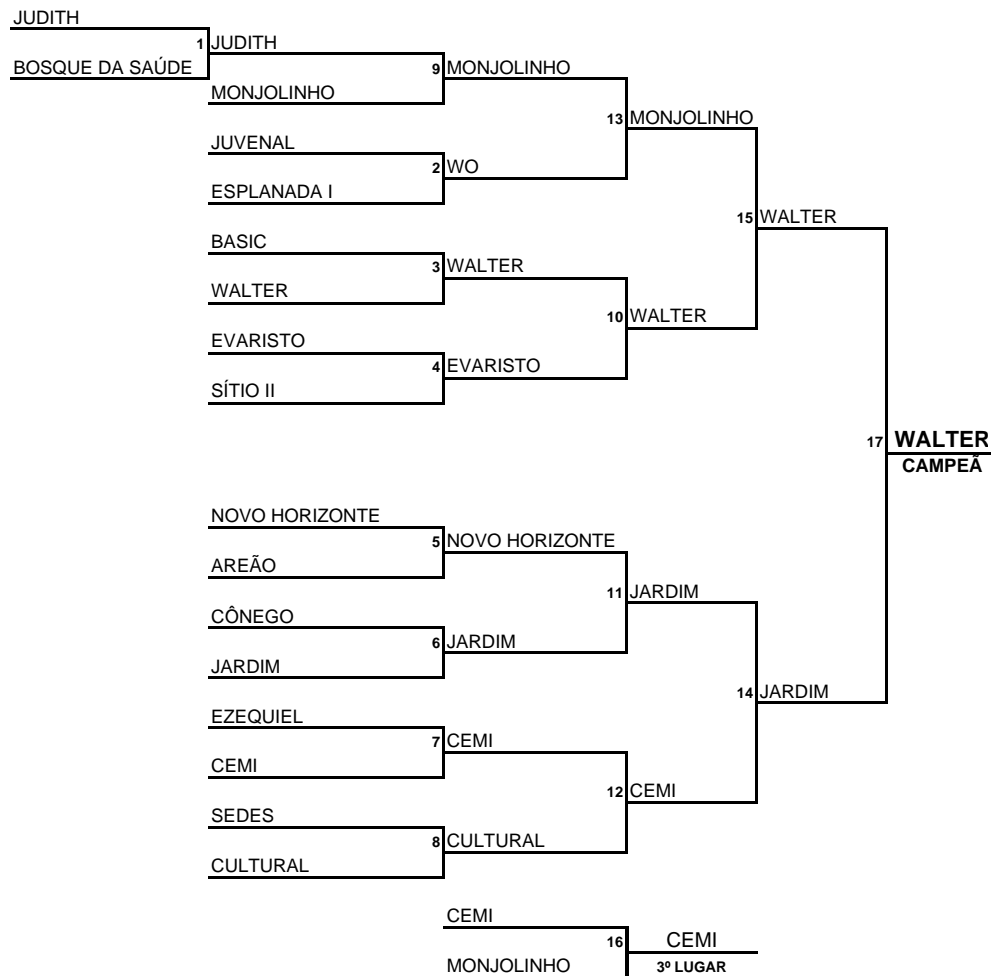 JUDITH
1 JUDITH
BOSQUE DA SAÚDE
9 MONJOLINHO
MONJOLINHO
13 MONJOLINHO
JUVENAL
2 WO
ESPLANADA I
15 WALTER
BASIC
3 WALTER
WALTER
10 WALTER
EVARISTO
4 EVARISTO
SÍTIO II
17 WALTER
CAMPEÃ
NOVO HORIZONTE
5 NOVO HORIZONTE
AREÃO
11 JARDIM
CÔNEGO
6 JARDIM
JARDIM
14 JARDIM
EZEQUIEL
7 CEMI
CEMI
12 CEMI
SEDES
8 CULTURAL
CULTURAL
CEMI
16 CEMI
MONJOLINHO 3º LUGAR